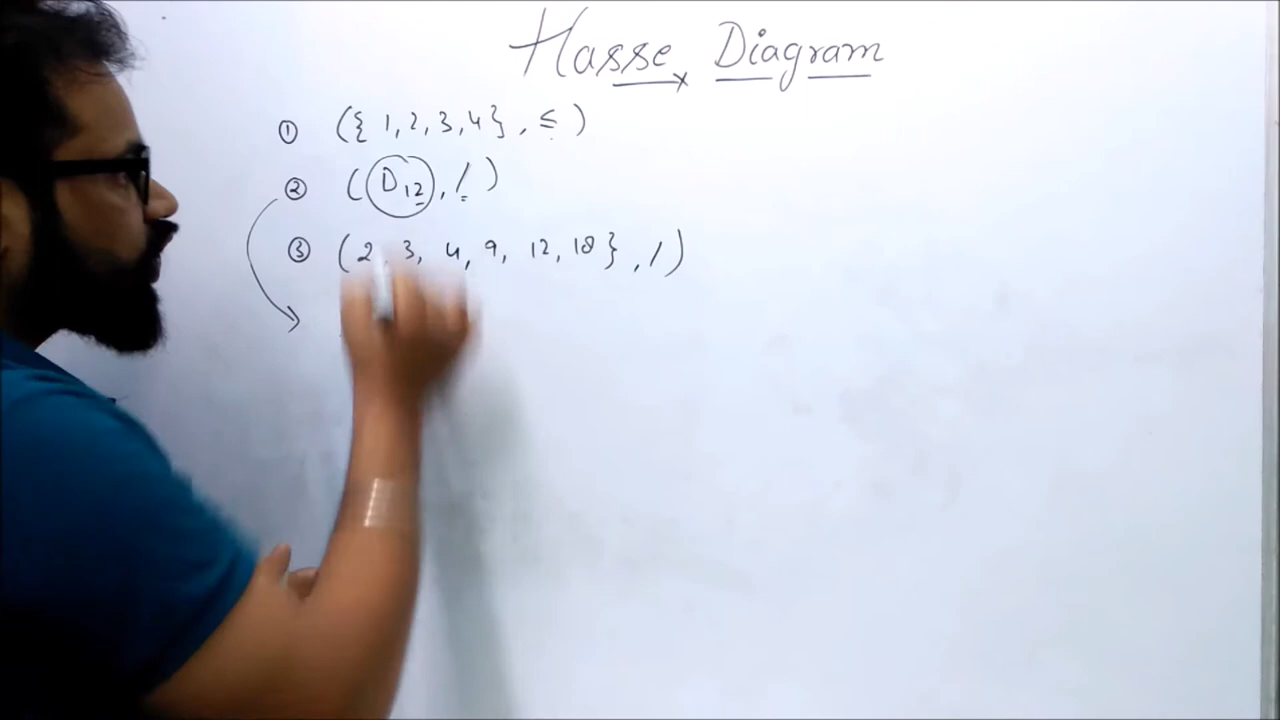 Hasse Diagram
① ({ 1, 2, 3, 4 } , ≤ )
② ( D₁₂ , / )
③ ( 2, 3, 4, 9, 12, 18 } , / )